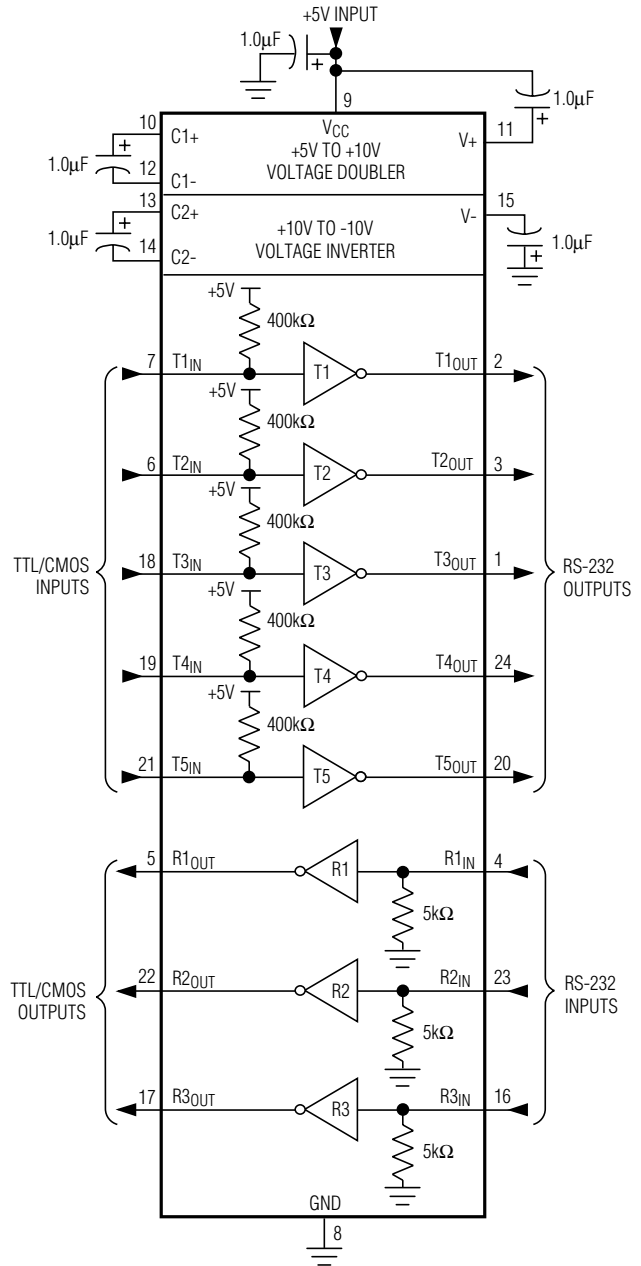 +5V INPUT
1.0μF
1.0μF
9
VCC
+5V TO +10V
VOLTAGE DOUBLER
10 C1+
V+ 11
1.0μF
12 C1-
13 C2+
V- 15
+10V TO -10V
VOLTAGE INVERTER
1.0μF
14 C2-
1.0μF
+5V
400kΩ
7 T1IN
T1
T1OUT 2
+5V
400kΩ
6 T2IN
T2
T2OUT 3
+5V
400kΩ
18 T3IN
T3
T3OUT 1
TTL/CMOS
INPUTS
RS-232
OUTPUTS
+5V
400kΩ
19 T4IN
T4
T4OUT 24
+5V
400kΩ
21 T5IN
T5
T5OUT 20
5 R1OUT
R1
R1IN 4
5kΩ
22 R2OUT
R2
R2IN 23
TTL/CMOS
OUTPUTS
RS-232
INPUTS
5kΩ
17 R3OUT
R3
R3IN 16
5kΩ
GND
8